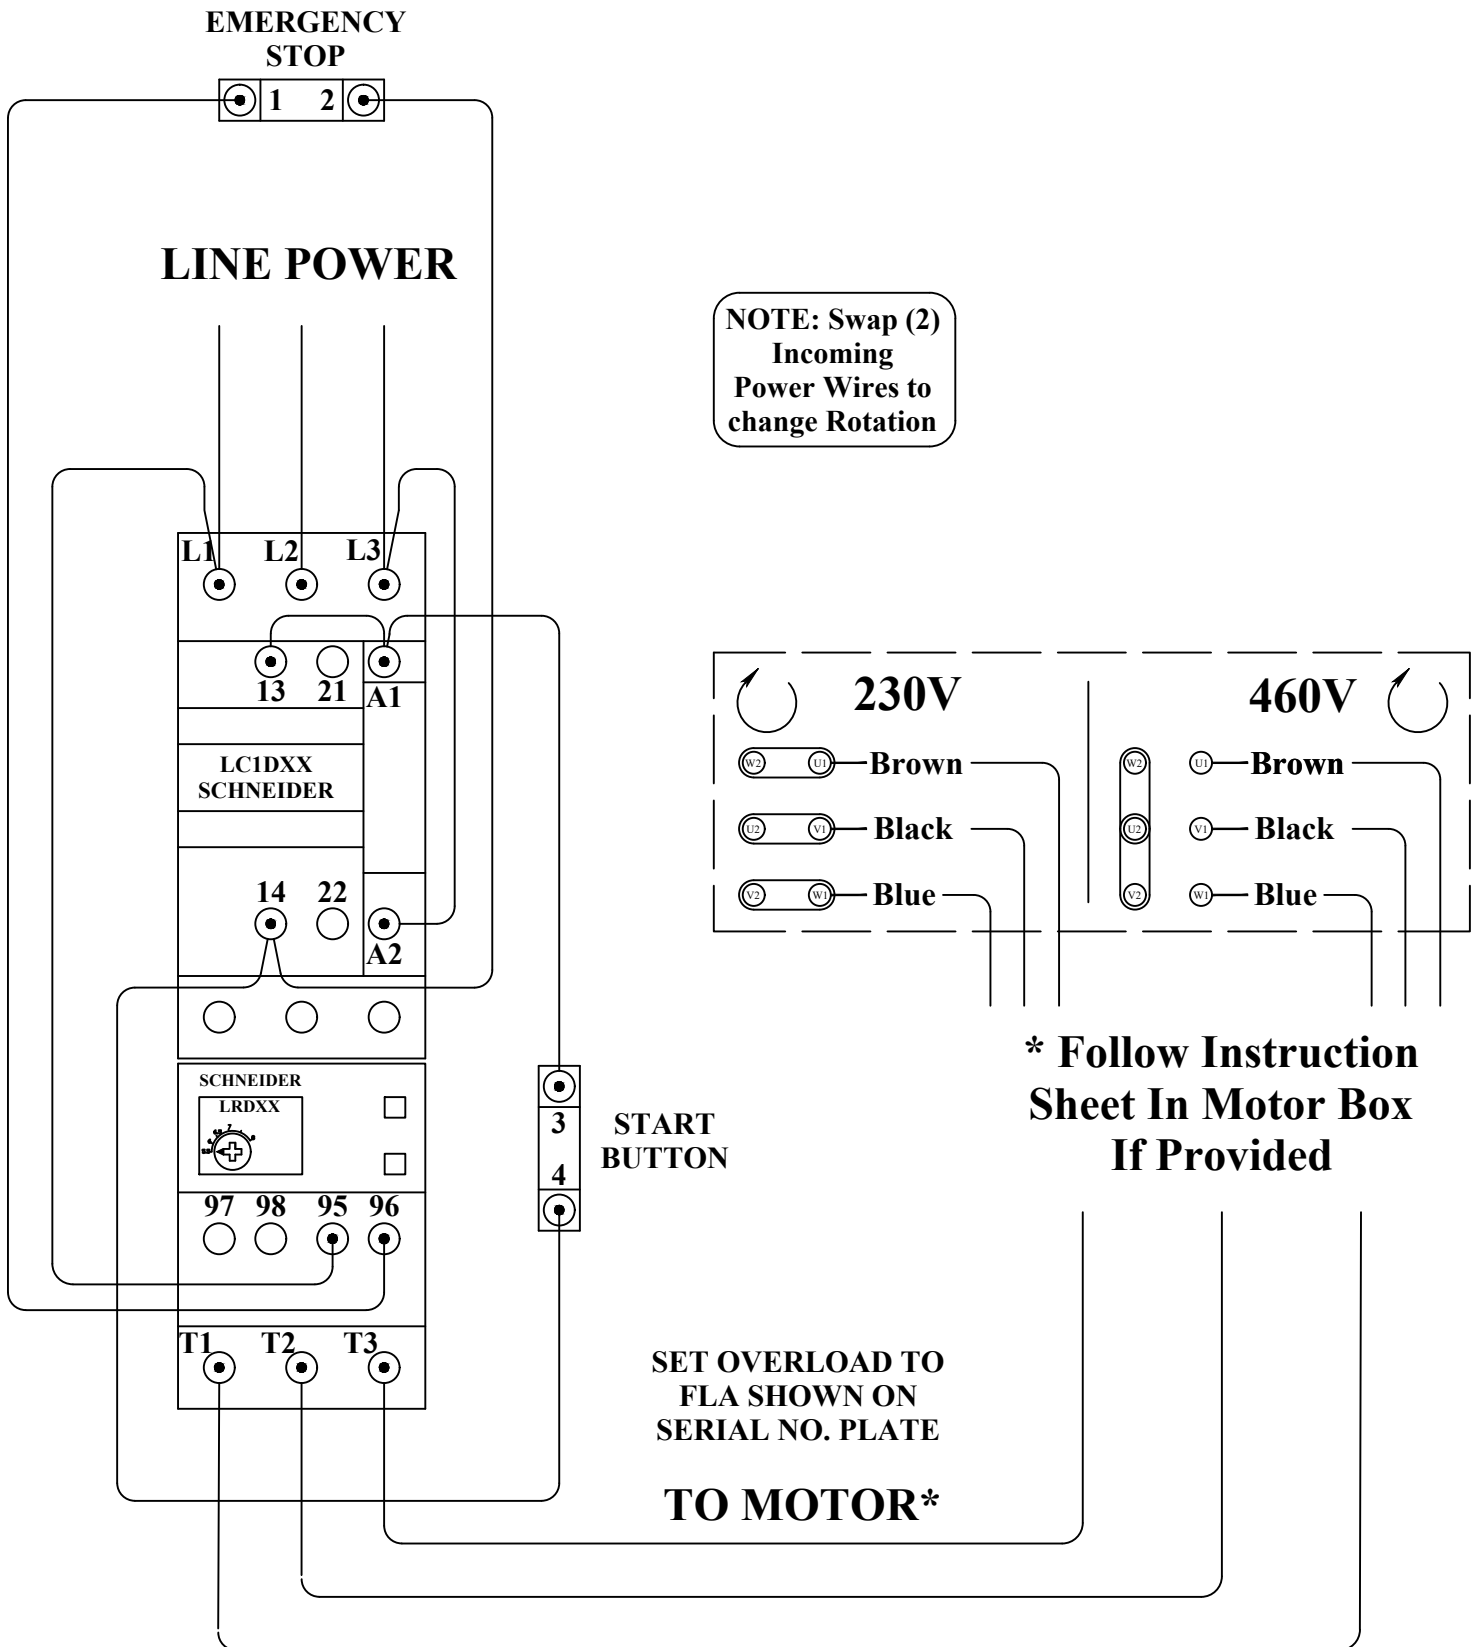 EMERGENCY
STOP
1 2
LINE POWER
NOTE: Swap (2)
Incoming
Power Wires to
change Rotation
L1 L2 L3
13 21 A1
LC1DXX
SCHNEIDER
14 22
A2
230V 460V
W2 U1 Brown W2 U1 Brown
U2 V1 Black U2 V1 Black
V2 W1 Blue V2 W1 Blue
* Follow Instruction
Sheet In Motor Box
If Provided
SCHNEIDER
LRDXX
7
3
4
START
BUTTON
97 98 95 96
T1 T2 T3
SET OVERLOAD TO
FLA SHOWN ON
SERIAL NO. PLATE
TO MOTOR*